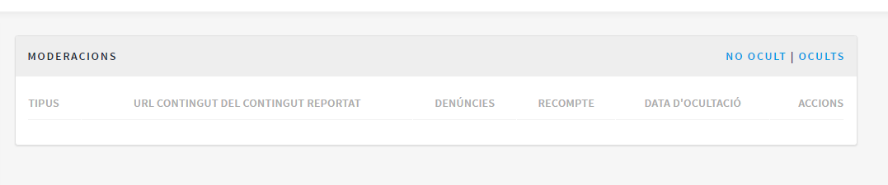 MODERACIONS NO OCULT | OCULTS
TIPUS URL CONTINGUT DEL CONTINGUT REPORTAT DENÚNCIES RECOMPTE DATA D'OCULTACIÓ ACCIONS